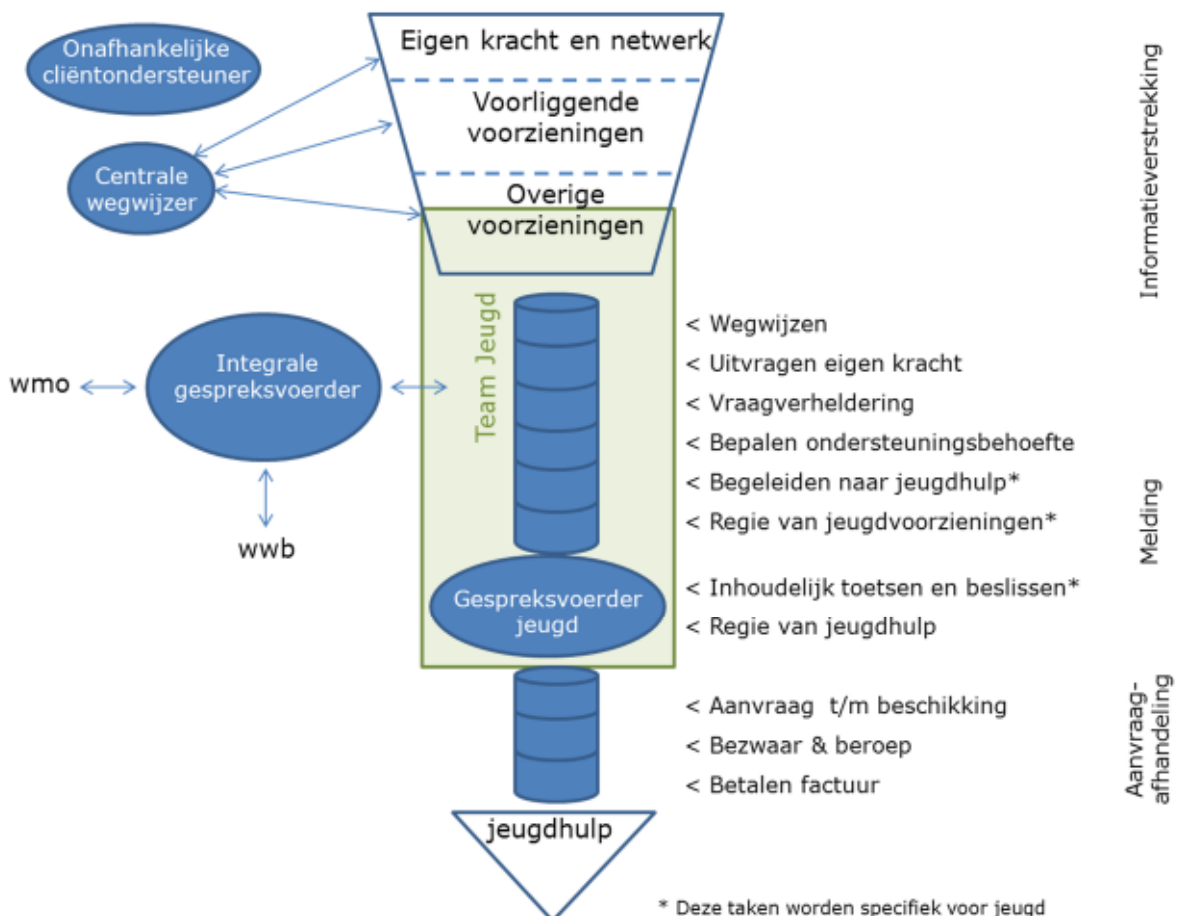 Onafhankelijke
cliëntondersteuner
Eigen kracht en netwerk
Voorliggende
voorzieningen
Centrale
wegwijzer
Overige
voorzieningen
Informatieverstrekking
Team Jeugd
Integrale
gespreksvoerder
wmo
wwb
< Wegwijzen
< Uitvragen eigen kracht
< Vraagverheldering
< Bepalen ondersteuningsbehoefte
< Begeleiden naar jeugdhulp*
< Regie van jeugdvoorzieningen*
Melding
Gespreksvoerder
jeugd
< Inhoudelijk toetsen en beslissen*
< Regie van jeugdhulp
< Aanvraag t/m beschikking
< Bezwaar & beroep
< Betalen factuur
Aanvraag-
afhandeling
jeugdhulp
* Deze taken worden specifiek voor jeugd